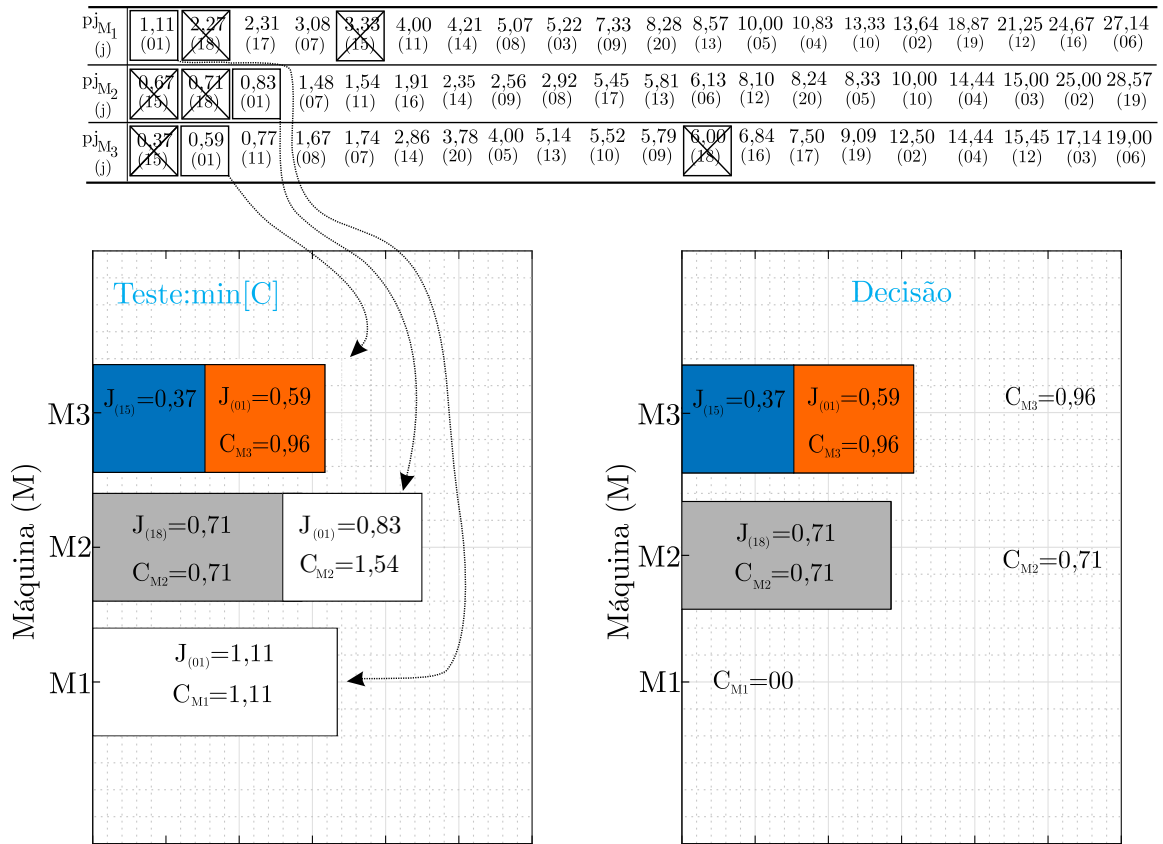 pj_M1 1,11 2,27 2,31 3,08 3,33 4,00 4,21 5,07 5,22 7,33 8,28 8,57 10,00 10,83 13,33 13,64 18,87 21,25 24,67 27,14
(j) (01) (18) (17) (07) (15) (11) (14) (08) (03) (09) (20) (13) (05) (04) (10) (02) (19) (12) (16) (06)
pj_M2 0,67 0,71 0,83 1,48 1,54 1,91 2,35 2,56 2,92 5,45 5,81 6,13 8,10 8,24 8,33 10,00 14,44 15,00 25,00 28,57
(j) (15) (18) (01) (07) (11) (16) (14) (09) (08) (17) (13) (06) (12) (20) (05) (10) (04) (03) (02) (19)
pj_M3 0,37 0,59 0,77 1,67 1,74 2,86 3,78 4,00 5,14 5,52 5,79 6,00 6,84 7,50 9,09 12,50 14,44 15,45 17,14 19,00
(j) (15) (01) (11) (08) (07) (14) (20) (05) (13) (10) (09) (18) (16) (17) (19) (02) (04) (12) (03) (06)
Teste:min[C]
Máquina (M)
M3
J(15)=0,37
J(01)=0,59
CM3=0,96
M2
J(18)=0,71
CM2=0,71
J(01)=0,83
CM2=1,54
M1
J(01)=1,11
CM1=1,11
Decisão
Máquina (M)
M3
J(15)=0,37
J(01)=0,59
CM3=0,96
CM3=0,96
M2
J(18)=0,71
CM2=0,71
CM2=0,71
M1
CM1=00